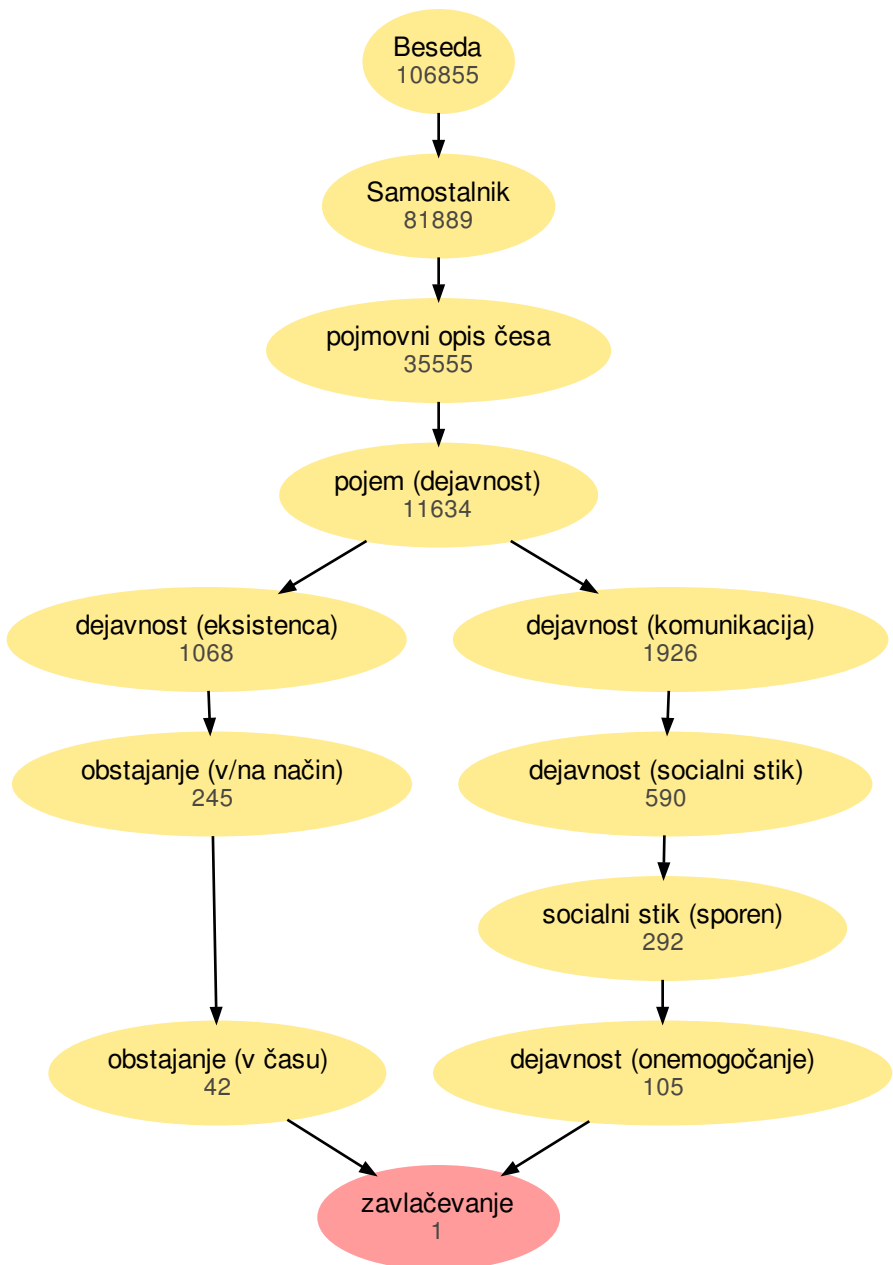 Beseda
106855
Samostalnik
81889
pojmovni opis česa
35555
pojem (dejavnost)
11634
dejavnost (eksistenca)
1068
dejavnost (komunikacija)
1926
obstajanje (v/na način)
245
dejavnost (socialni stik)
590
socialni stik (sporen)
292
obstajanje (v času)
42
dejavnost (onemogočanje)
105
zavlačevanje
1